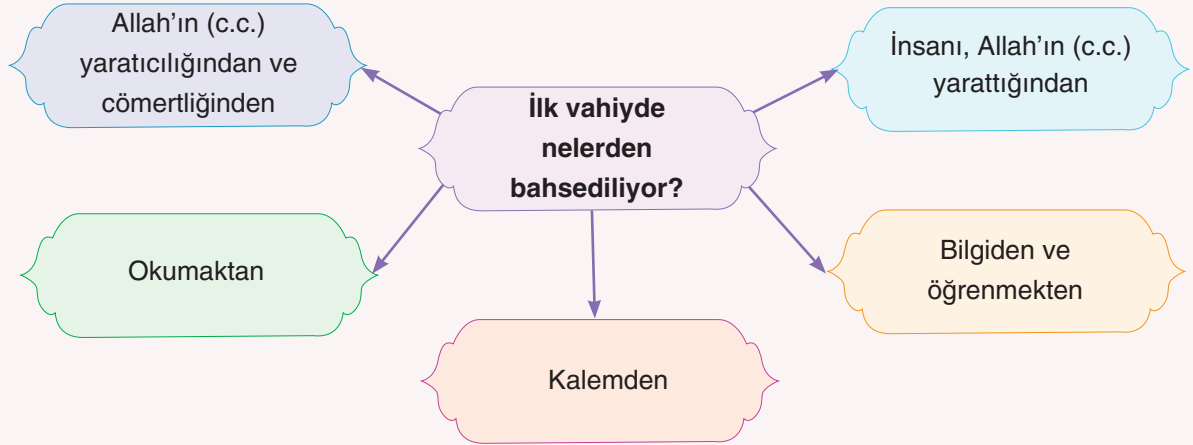 Allah’ın (c.c.)
yaratıcılığından ve
cömertliğinden
İlk vahiyde
nelerden
bahsediliyor?
İnsanı, Allah’ın (c.c.)
yarattığından
Okumaktan
Bilgiden ve
öğrenmekten
Kalemden